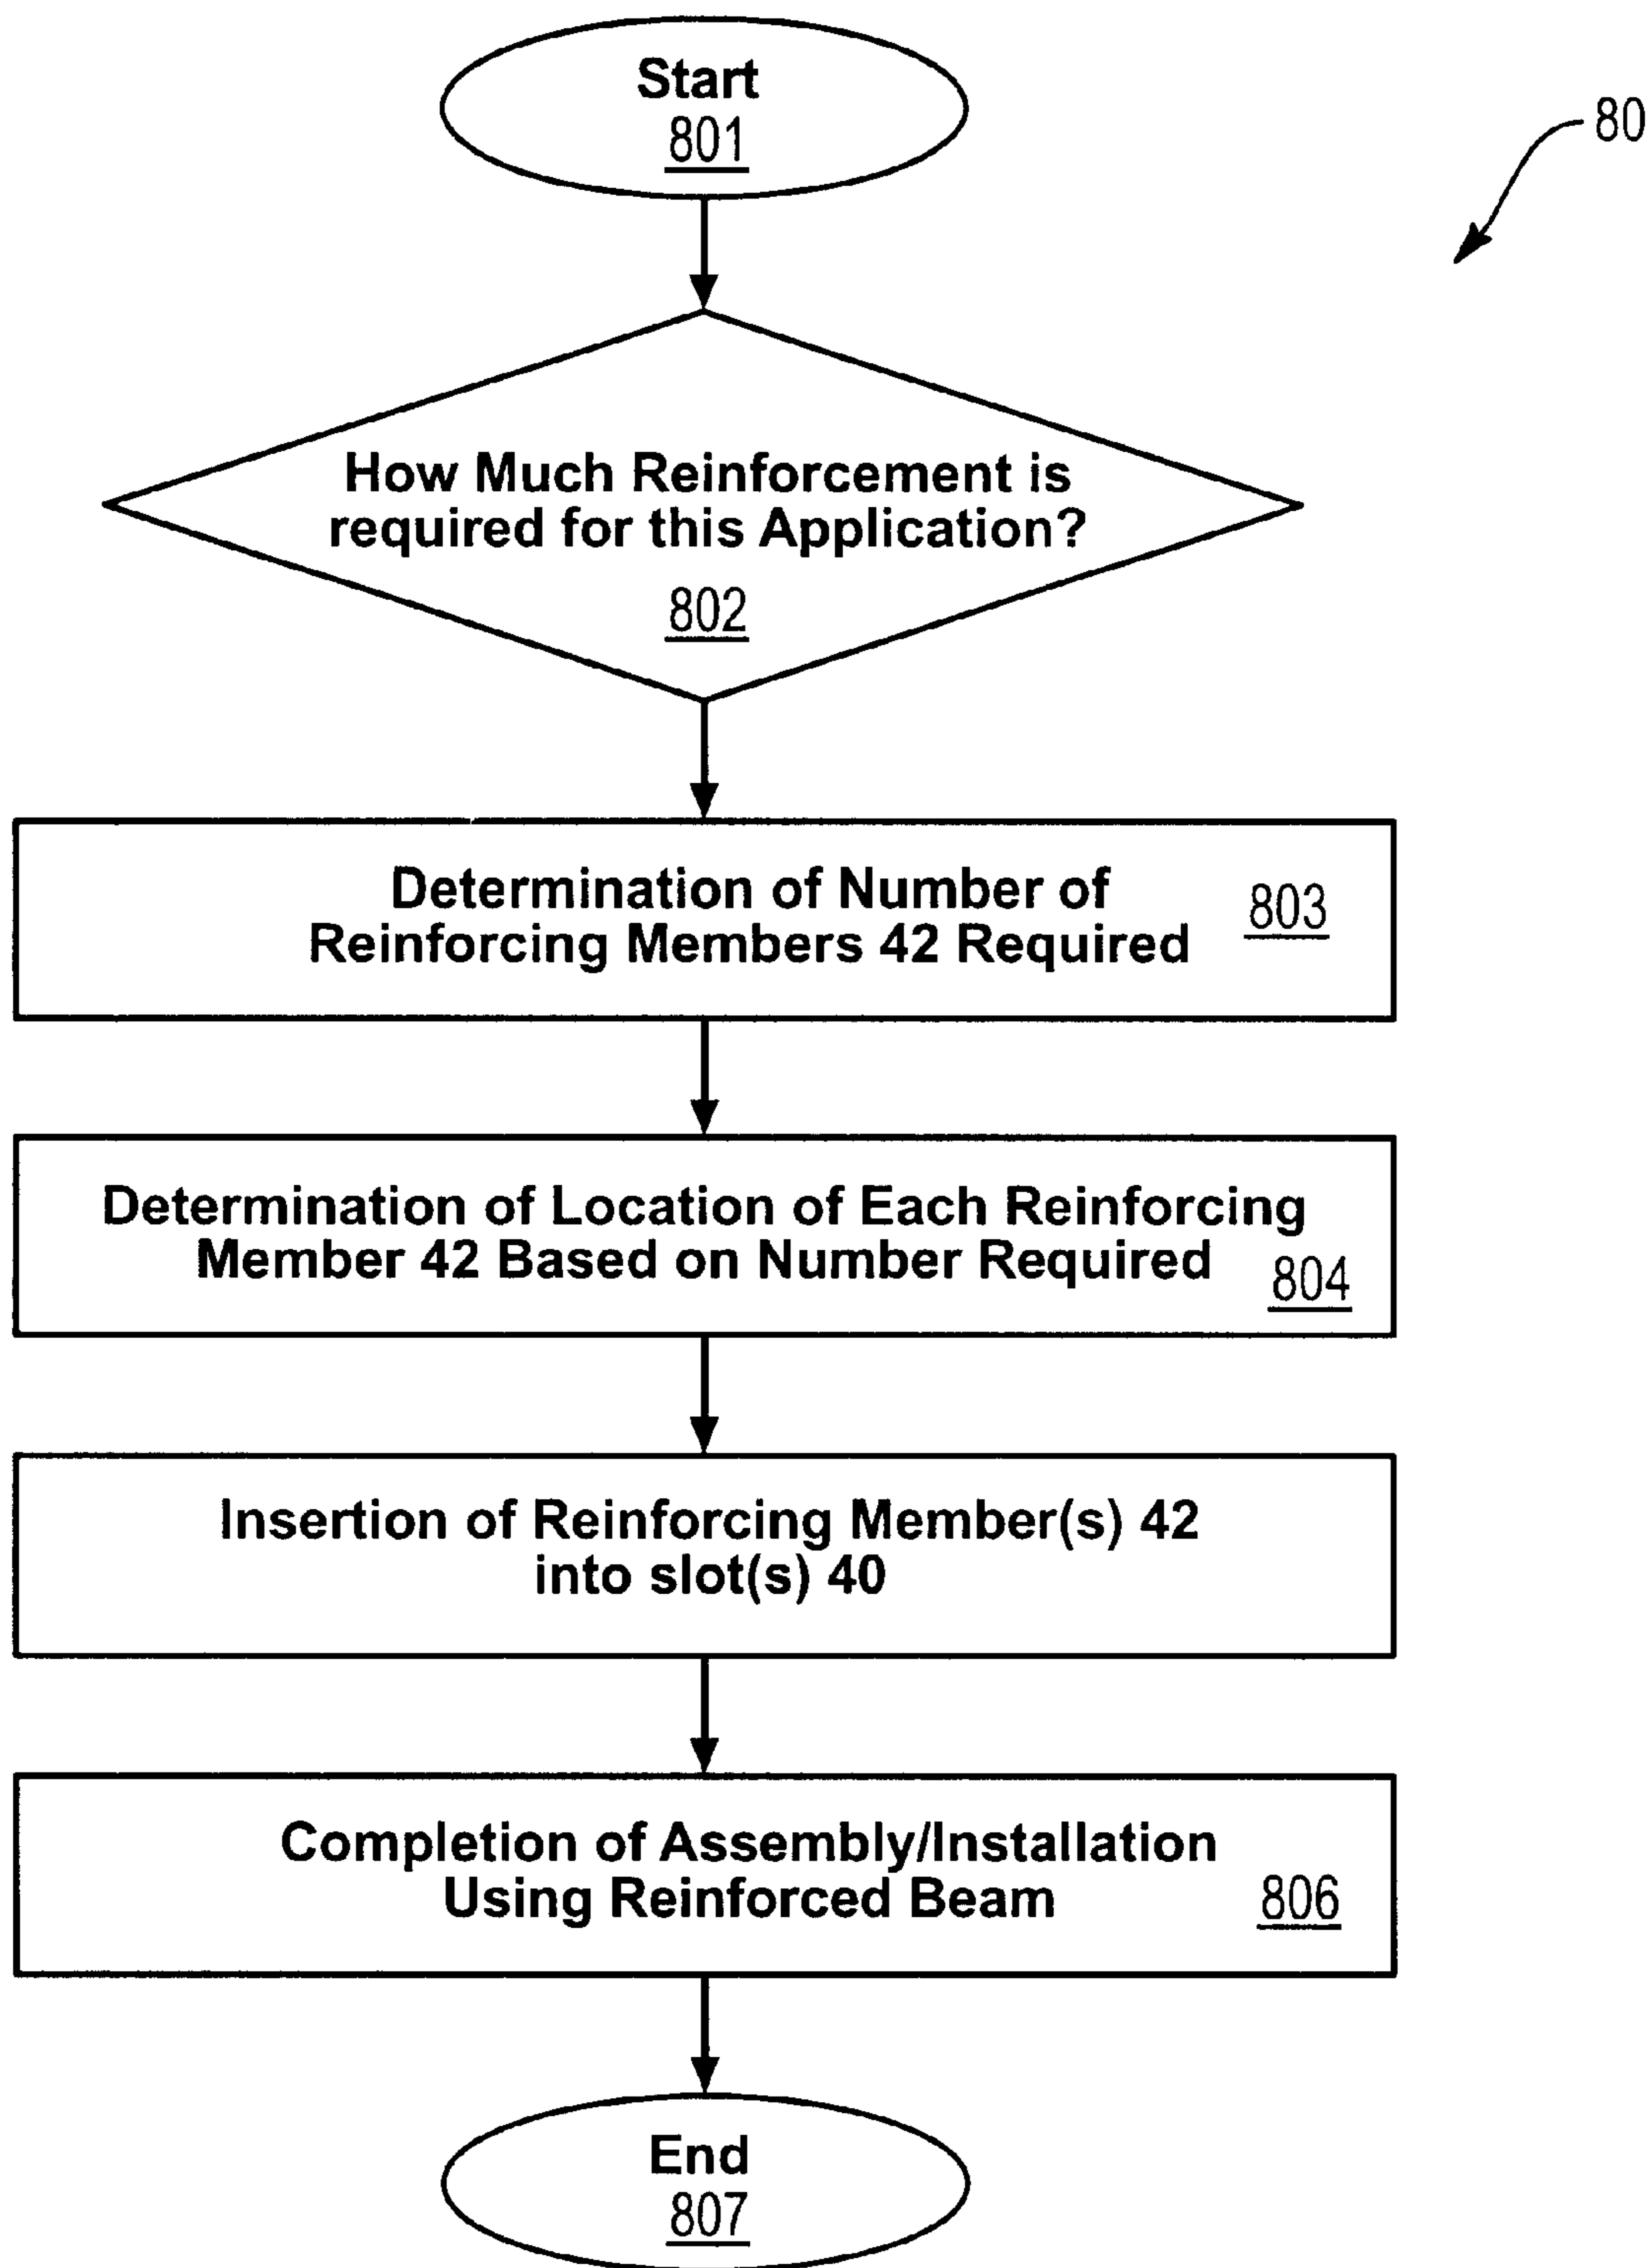 Start
801
80
How Much Reinforcement is
required for this Application?
802
Determination of Number of
Reinforcing Members 42 Required
803
Determination of Location of Each Reinforcing
Member 42 Based on Number Required
804
Insertion of Reinforcing Member(s) 42
into slot(s) 40
Completion of Assembly/Installation
Using Reinforced Beam
806
End
807